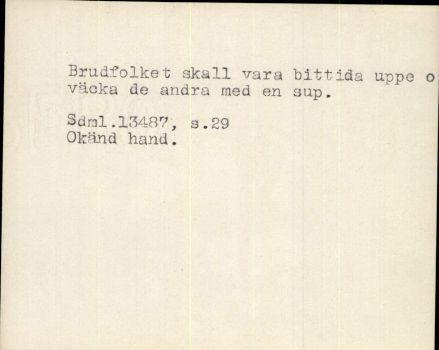 Brudfolket skall vara bittida uppe o
väcka de andra med en sup.
Sdml.13487, s.29
Okänd hand.